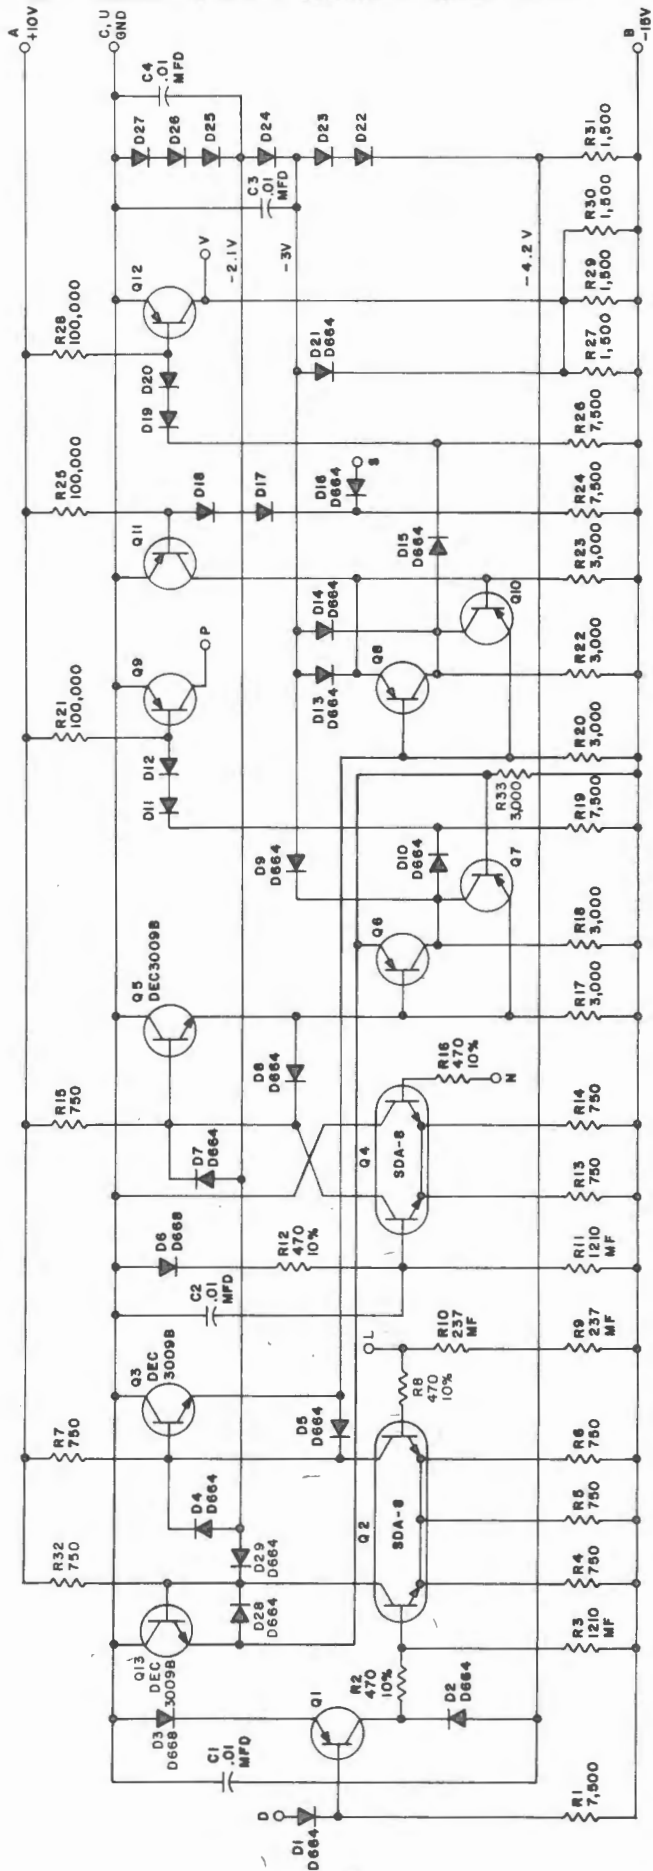 A
+10V
C, U
GND
R32
750
R7
750
R15
750
R21
100,000
R25
100,000
R28
100,000
Q13
DEC
3009B
D3
D668
C1
.01
MFD
Q3
DEC
3009B
D4
D664
D28
D664
D29
D664
C2
.01
MFD
D6
D668
D7
D664
Q5
DEC3009B
D11
D12
Q9
P
Q11
D18
D17
D19
D20
Q12
V
D27
D26
D25
C4
.01
MFD
-2.1V
C3
.01
MFD
D24
-3V
D
D1
D664
Q1
R2
470
10%
D2
D664
D5
D664
Q2
SDA-8
R8
470
10%
L
R10
237
MF
R12
470
10%
D8
D664
Q4
SDA-8
R16
470
10%
N
D9
D664
Q6
D10
D664
Q7
D13
D664
D14
D664
Q8
D15
D664
Q10
D16
D664
S
D21
D664
D23
D22
-4.2V
R1
7,500
R3
1210
MF
R4
750
R5
750
R6
750
R9
237
MF
R11
1210
MF
R13
750
R14
750
R17
3,000
R18
3,000
R19
7,500
R33
3,000
R20
3,000
R22
3,000
R23
3,000
R24
7,500
R26
7,500
R27
1,500
R29
1,500
R30
1,500
R31
1,500
B
-15V